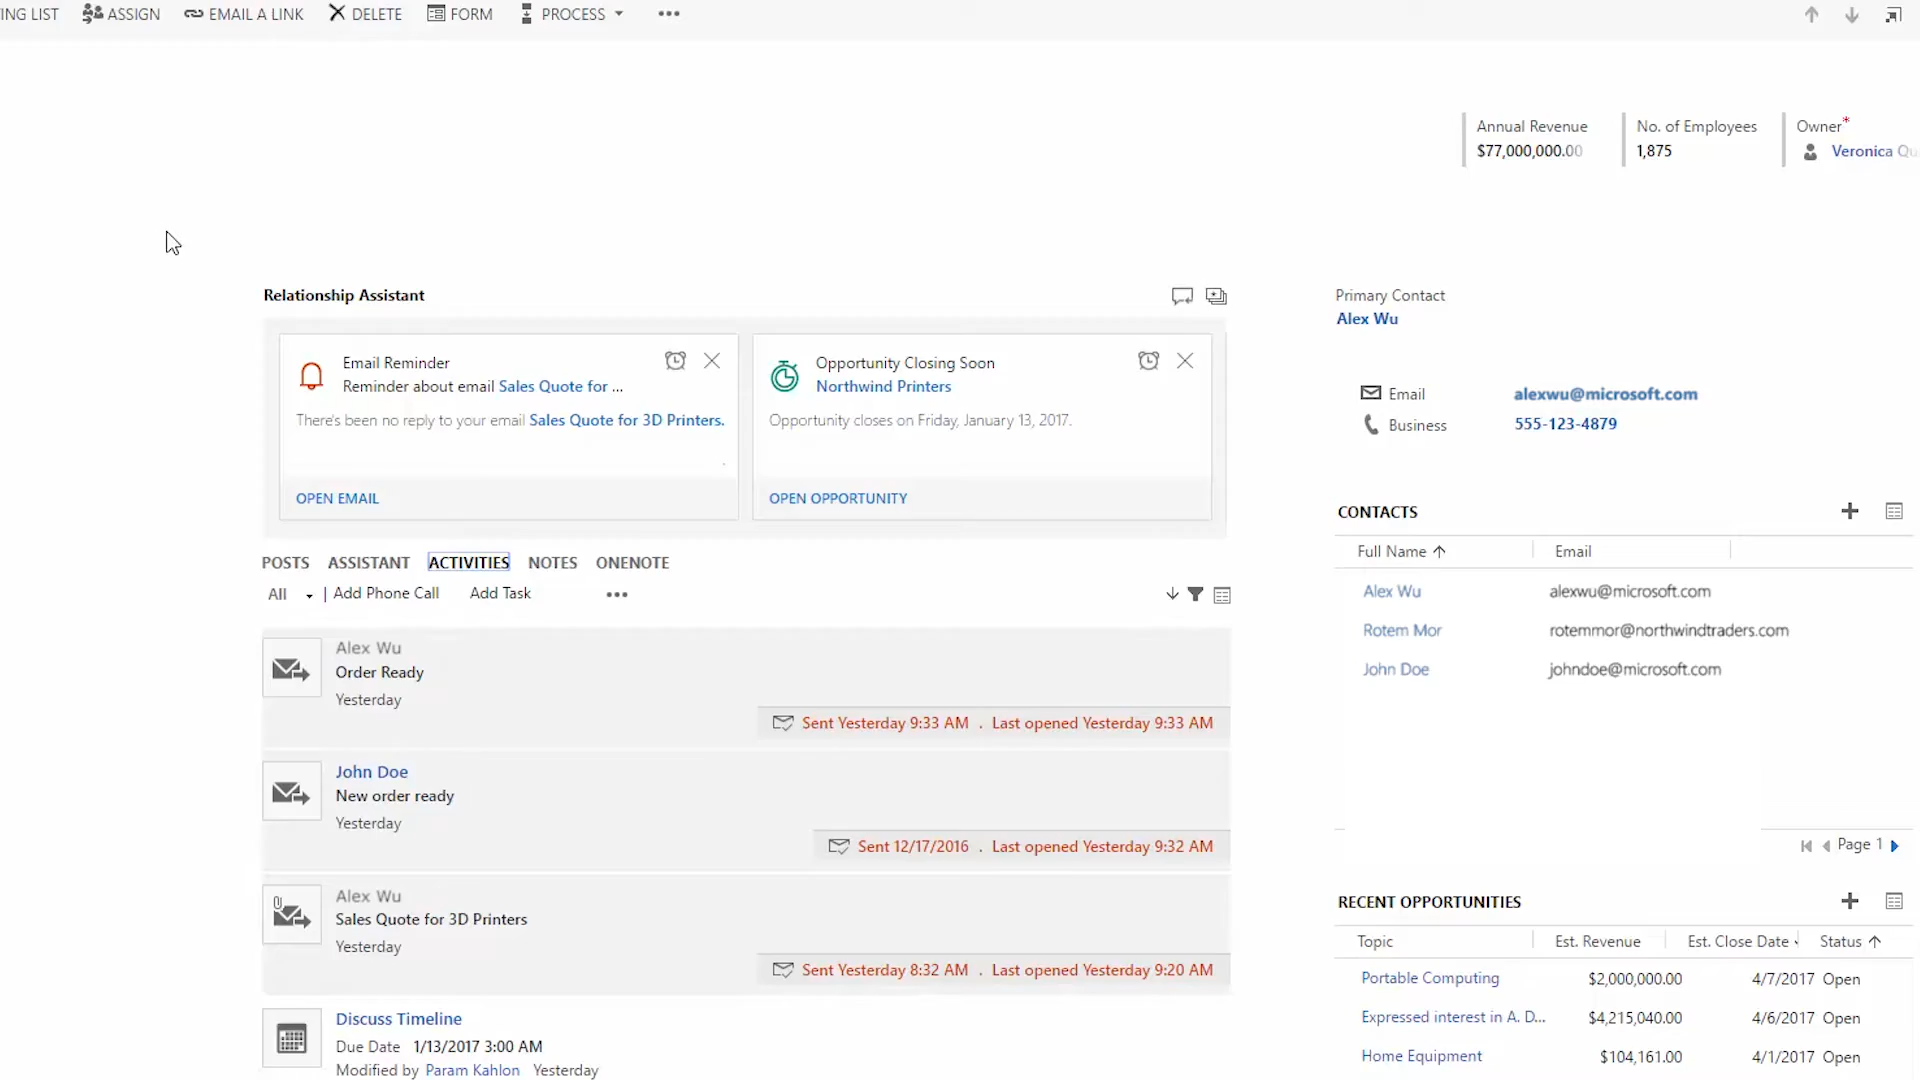 ING LIST ASSIGN EMAIL A LINK DELETE FORM PROCESS
Annual Revenue No. of Employees Owner*
$77,000,000.00 1,875 Veronica Qu
Relationship Assistant
Email Reminder
Reminder about email Sales Quote for ...
There's been no reply to your email Sales Quote for 3D Printers.
OPEN EMAIL
Opportunity Closing Soon
Northwind Printers
Opportunity closes on Friday, January 13, 2017.
OPEN OPPORTUNITY
POSTS ASSISTANT ACTIVITIES NOTES ONENOTE
All | Add Phone Call Add Task
Alex Wu
Order Ready
Yesterday
Sent Yesterday 9:33 AM . Last opened Yesterday 9:33 AM
John Doe
New order ready
Yesterday
Sent 12/17/2016 . Last opened Yesterday 9:32 AM
Alex Wu
Sales Quote for 3D Printers
Yesterday
Sent Yesterday 8:32 AM . Last opened Yesterday 9:20 AM
Discuss Timeline
Due Date 1/13/2017 3:00 AM
Modified by Param Kahlon Yesterday
Primary Contact
Alex Wu
Email alexwu@microsoft.com
Business 555-123-4879
CONTACTS
Full Name Email
Alex Wu alexwu@microsoft.com
Rotem Mor rotemmor@northwindtraders.com
John Doe johndoe@microsoft.com
Page 1
RECENT OPPORTUNITIES
Topic Est. Revenue Est. Close Date Status
Portable Computing $2,000,000.00 4/7/2017 Open
Expressed interest in A. D... $4,215,040.00 4/6/2017 Open
Home Equipment $104,161.00 4/1/2017 Open